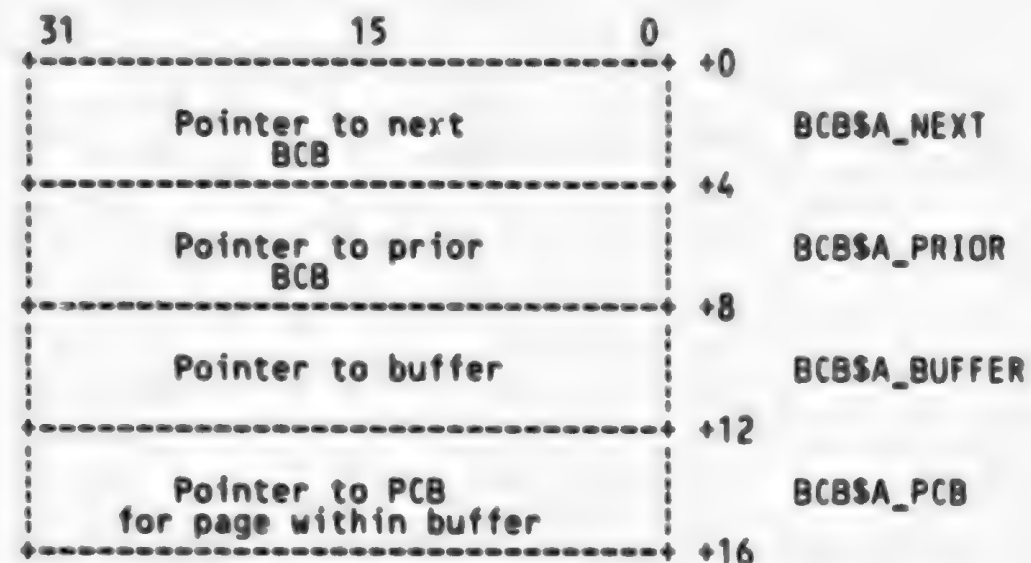 31 15 0
+0
Pointer to next BCB$A_NEXT
BCB
+4
Pointer to prior BCB$A_PRIOR
BCB
+8
Pointer to buffer BCB$A_BUFFER
+12
Pointer to PCB BCB$A_PCB
for page within buffer
+16